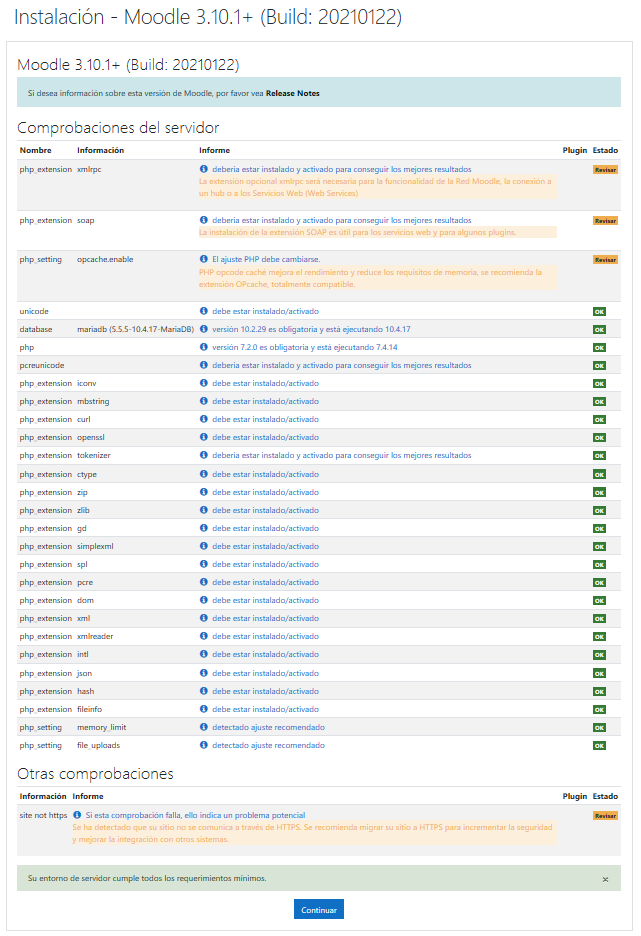 Instalación - Moodle 3.10.1+ (Build: 20210122)
Moodle 3.10.1+ (Build: 20210122)
Si desea información sobre esta versión de Moodle, por favor vea Release Notes
Comprobaciones del servidor
Nombre Información Informe Plugin Estado
php_extension xmlrpc debería estar instalado y activado para conseguir los mejores resultados Revisar
La extensión opcional xmlrpc será necesaria para la funcionalidad de la Red Moodle, la conexión a
un hub o a los Servicios Web (Web Services)
php_extension soap debería estar instalado y activado para conseguir los mejores resultados Revisar
La instalación de la extensión SOAP es útil para los servicios web y para algunos plugins.
php_setting opcache.enable El ajuste PHP debe cambiarse. Revisar
PHP opcode caché mejora el rendimiento y reduce los requisitos de memoria, se recomienda la
extensión OPcache, totalmente compatible.
unicode debe estar instalado/activado OK
database mariadb (5.5.5-10.4.17-MariaDB) versión 10.2.29 es obligatoria y está ejecutando 10.4.17 OK
php versión 7.2.0 es obligatoria y está ejecutando 7.4.14 OK
pcreunicode debería estar instalado y activado para conseguir los mejores resultados OK
php_extension iconv debe estar instalado/activado OK
php_extension mbstring debe estar instalado/activado OK
php_extension curl debe estar instalado/activado OK
php_extension openssl debe estar instalado/activado OK
php_extension tokenizer debería estar instalado y activado para conseguir los mejores resultados OK
php_extension ctype debe estar instalado/activado OK
php_extension zip debe estar instalado/activado OK
php_extension zlib debe estar instalado/activado OK
php_extension gd debe estar instalado/activado OK
php_extension simplexml debe estar instalado/activado OK
php_extension spl debe estar instalado/activado OK
php_extension pcre debe estar instalado/activado OK
php_extension dom debe estar instalado/activado OK
php_extension xml debe estar instalado/activado OK
php_extension xmlreader debe estar instalado/activado OK
php_extension intl debe estar instalado/activado OK
php_extension json debe estar instalado/activado OK
php_extension hash debe estar instalado/activado OK
php_extension fileinfo debe estar instalado/activado OK
php_setting memory_limit detectado ajuste recomendado OK
php_setting file_uploads detectado ajuste recomendado OK
Otras comprobaciones
Información Informe Plugin Estado
site not https Si esta comprobación falla, ello indica un problema potencial Revisar
Se ha detectado que su sitio no se comunica a través de HTTPS. Se recomienda migrar su sitio a HTTPS para incrementar la seguridad
y mejorar la integración con otros sistemas.
Su entorno de servidor cumple todos los requerimientos mínimos. ×
Continuar